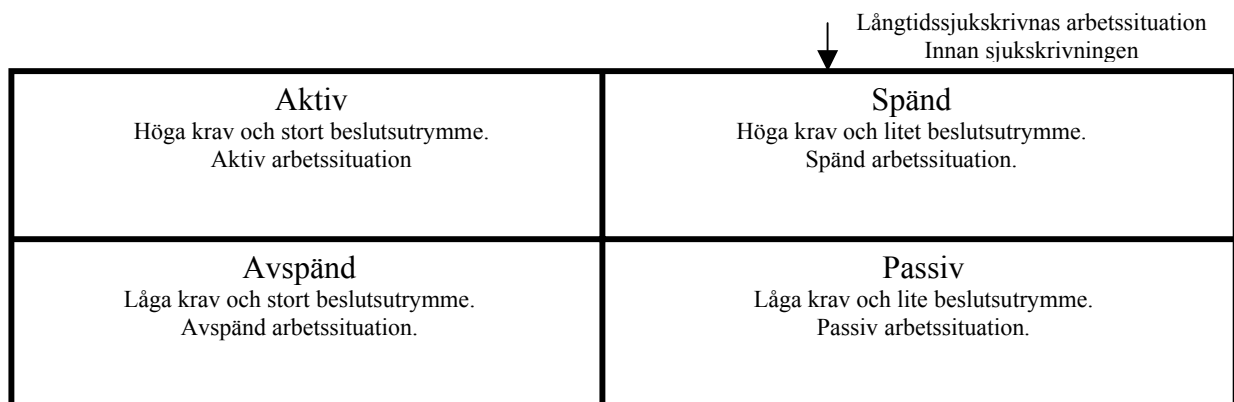 Långtidssjukskrivnas arbetssituation
Innan sjukskrivningen
Aktiv
Höga krav och stort beslutsutrymme.
Aktiv arbetssituation
Spänd
Höga krav och litet beslutsutrymme.
Spänd arbetssituation.
Avspänd
Låga krav och stort beslutsutrymme.
Avspänd arbetssituation.
Passiv
Låga krav och lite beslutsutrymme.
Passiv arbetssituation.